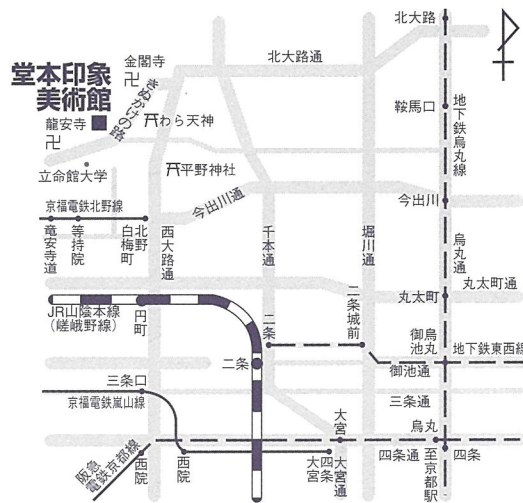 北大路
北大路通
金閣寺
卍
きぬかけの路
堂本印象
美術館
鞍馬口
地下鉄烏丸線
わら天神
龍安寺
卍
平野神社
立命館大学
今出川通
今出川
京福電鉄北野線
竜安寺道
等持院
北野
白梅町
西大路通
千本通
堀川通
烏丸通
丸太町通
丸太町
JR山陰本線
(嵯峨野線)
円町
二条
二条城前
烏丸
御池
地下鉄東西線
二条
御池通
三条口
三条通
京福電鉄嵐山線
大宮
烏丸
阪急
電鉄京都線
西院
西院
四条
大宮
大宮通
四条通
至京都駅
四条